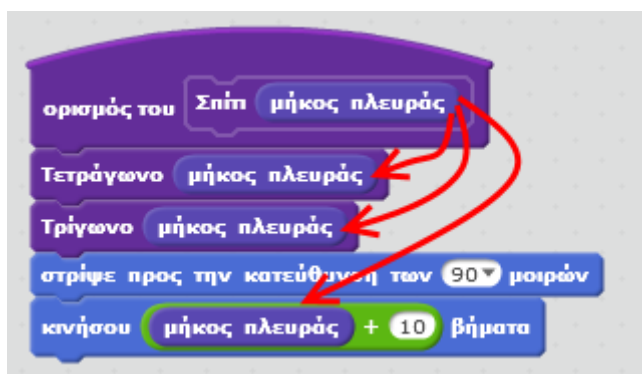 ορισμός του Σπίτι μήκος πλευράς
Τετράγωνο μήκος πλευράς
Τρίγωνο μήκος πλευράς
στρίψε προς την κατεύθυνση των 90 μοιρών
κινήσου μήκος πλευράς + 10 βήματα